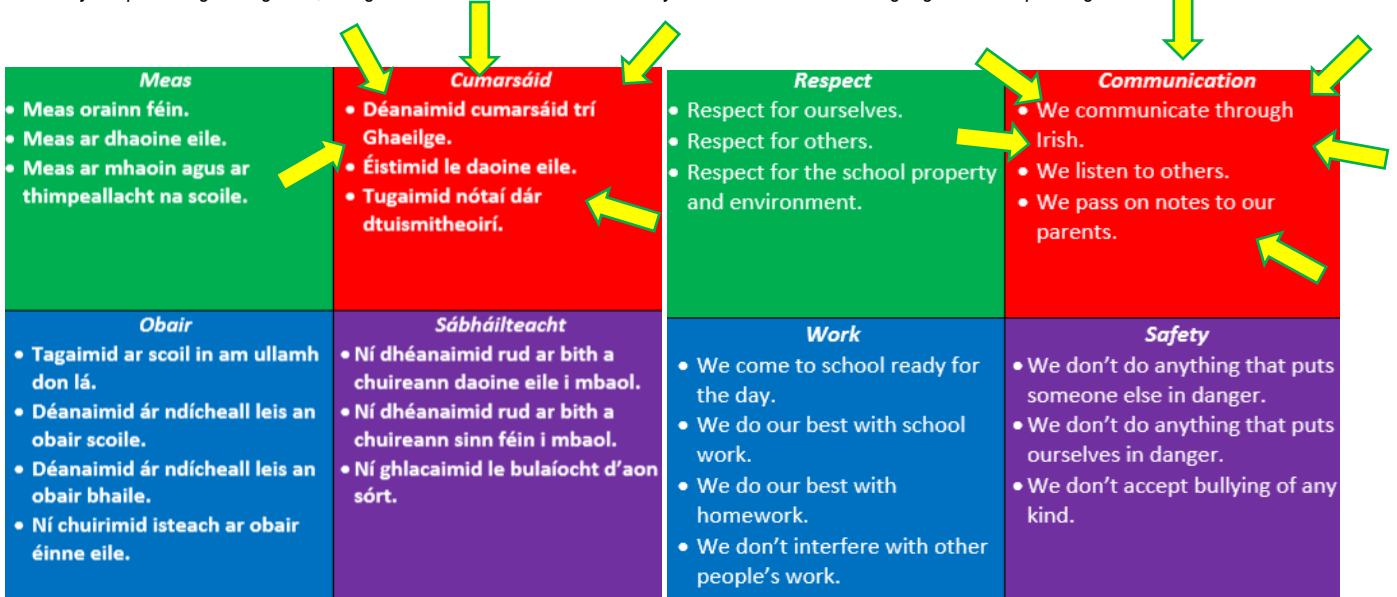 Meas
• Meas orainn féin.
• Meas ar dhaoine eile.
• Meas ar mhaoin agus ar
thimpeallacht na scoile.
Cumarsáid
• Déanaimid cumarsáid trí
Ghaeilge.
• Éistimid le daoine eile.
• Tugaimid nótaí dár
dtuismitheoirí.
Obair
• Tagaimid ar scoil in am ullamh
don lá.
• Déanaimid ár ndícheall leis an
obair scoile.
• Déanaimid ár ndícheall leis an
obair bhaile.
• Ní chuirimid isteach ar obair
éinne eile.
Sábháilteacht
• Ní dhéanaimid rud ar bith a
chuireann daoine eile i mbaol.
• Ní dhéanaimid rud ar bith a
chuireann sinn féin i mbaol.
• Ní ghlacaimid le bulaíocht d'aon
sórt.
Respect
• Respect for ourselves.
• Respect for others.
• Respect for the school property
and environment.
Communication
• We communicate through
Irish.
• We listen to others.
• We pass on notes to our
parents.
Work
• We come to school ready for
the day.
• We do our best with school
work.
• We do our best with
homework.
• We don't interfere with other
people's work.
Safety
• We don't do anything that puts
someone else in danger.
• We don't do anything that puts
ourselves in danger.
• We don't accept bullying of any
kind.